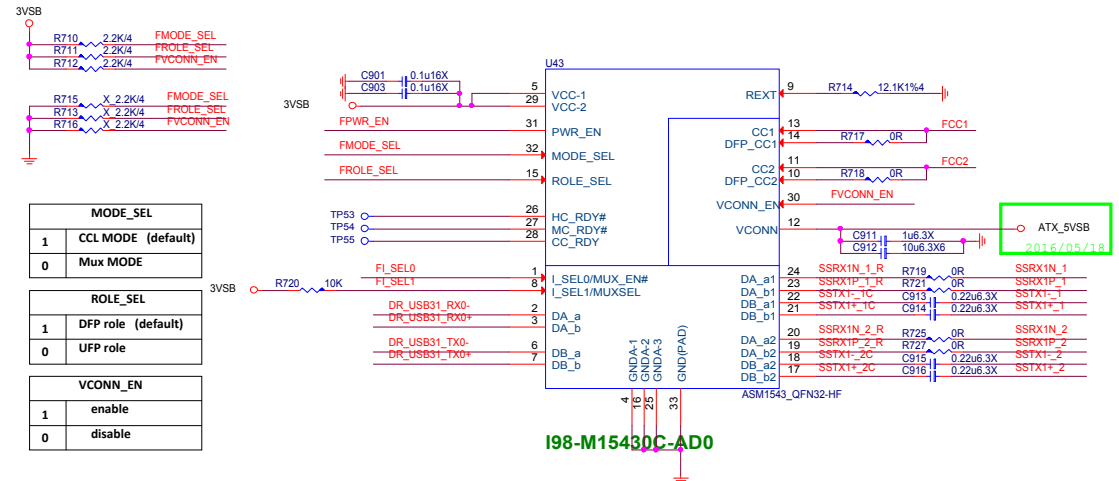 3VSB
R710 2.2K/4 FMODE_SEL
R711 2.2K/4 FROLE_SEL
R712 2.2K/4 FVCONN_EN
R715 X_2.2K/4 FMODE_SEL
R713 X_2.2K/4 FROLE_SEL
R716 X_2.2K/4 FVCONN_EN
MODE_SEL
1 CCL MODE (default)
0 Mux MODE
ROLE_SEL
1 DFP role (default)
0 UFP role
VCONN_EN
1 enable
0 disable
U43
C901 0.1u16X
C903 0.1u16X
3VSB
5 VCC-1
29 VCC-2
FPWR_EN 31 PWR_EN
FMODE_SEL 32 MODE_SEL
FROLE_SEL 15 ROLE_SEL
TP53 26 HC_RDY#
TP54 27 MC_RDY#
TP55 28 CC_RDY
FI_SEL0 1 I_SEL0/MUX_EN#
3VSB R720 10K FI_SEL1 8 I_SEL1/MUXSEL
DR_USB31_RX0- 2 DA_a
DR_USB31_RX0+ 3 DA_b
DR_USB31_TX0- 6 DB_a
DR_USB31_TX0+ 7 DB_b
REXT 9 R714 12.1K1%4
CC1 13 FCC1
DFP_CC1 14 R717 0R
CC2 11 FCC2
DFP_CC2 10 R718 0R
VCONN_EN 30 FVCONN_EN
VCONN 12 ATX_5VSB
C911 1u6.3X
C912 10u6.3X6
2016/05/18
DA_a1 24 SSRX1N_1_R R719 0R SSRX1N_1
DA_b1 23 SSRX1P_1_R R721 0R SSRX1P_1
DB_a1 22 SSTX1-_1C C913 0.22u6.3X SSTX1-_1
DB_b1 21 SSTX1+_1C C914 0.22u6.3X SSTX1+_1
DA_a2 20 SSRX1N_2_R R725 0R SSRX1N_2
DA_b2 19 SSRX1P_2_R R727 0R SSRX1P_2
DB_a2 18 SSTX1-_2C C915 0.22u6.3X SSTX1-_2
DB_b2 17 SSTX1+_2C C916 0.22u6.3X SSTX1+_2
GNDA-1 GNDA-2 GNDA-3 GND(PAD)
4 16 25 33
ASM1543_QFN32-HF
I98-M15430C-AD0